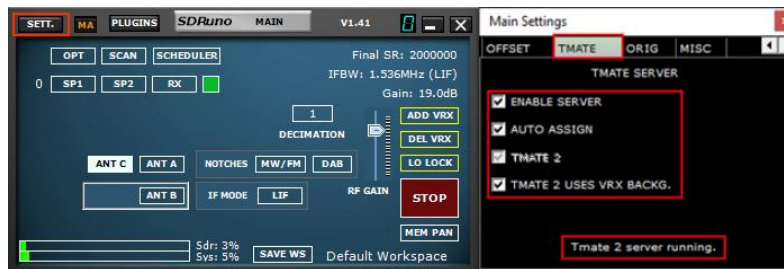 SETT. MA PLUGINS SDRuno MAIN V1.41
OPT SCAN SCHEDULER Final SR: 2000000
IFBW: 1.536MHz (LIF)
0 SP1 SP2 RX Gain: 19.0dB
1 ADD VRX
DECIMATION DEL VRX
ANT C ANT A NOTCHES MW/FM DAB LO LOCK
ANT B IF MODE LIF RF GAIN STOP
MEM PAN
Sdr: 3%
Sys: 5% SAVE WS Default Workspace
Main Settings
OFFSET TMATE ORIG MISC
TMATE SERVER
ENABLE SERVER
AUTO ASSIGN
TMATE 2
TMATE 2 USES VRX BACKG.
Tmate 2 server running.